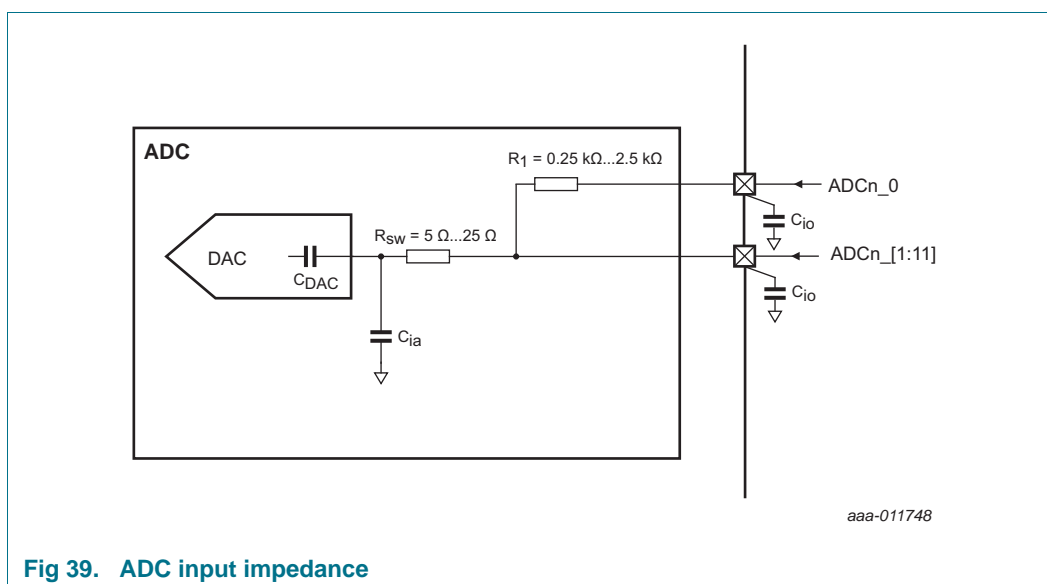 ADC
R1 = 0.25 kΩ...2.5 kΩ
ADCn_0
Cio
Rsw = 5 Ω...25 Ω
DAC
CDAC
ADCn_[1:11]
Cio
Cia
aaa-011748
Fig 39. ADC input impedance